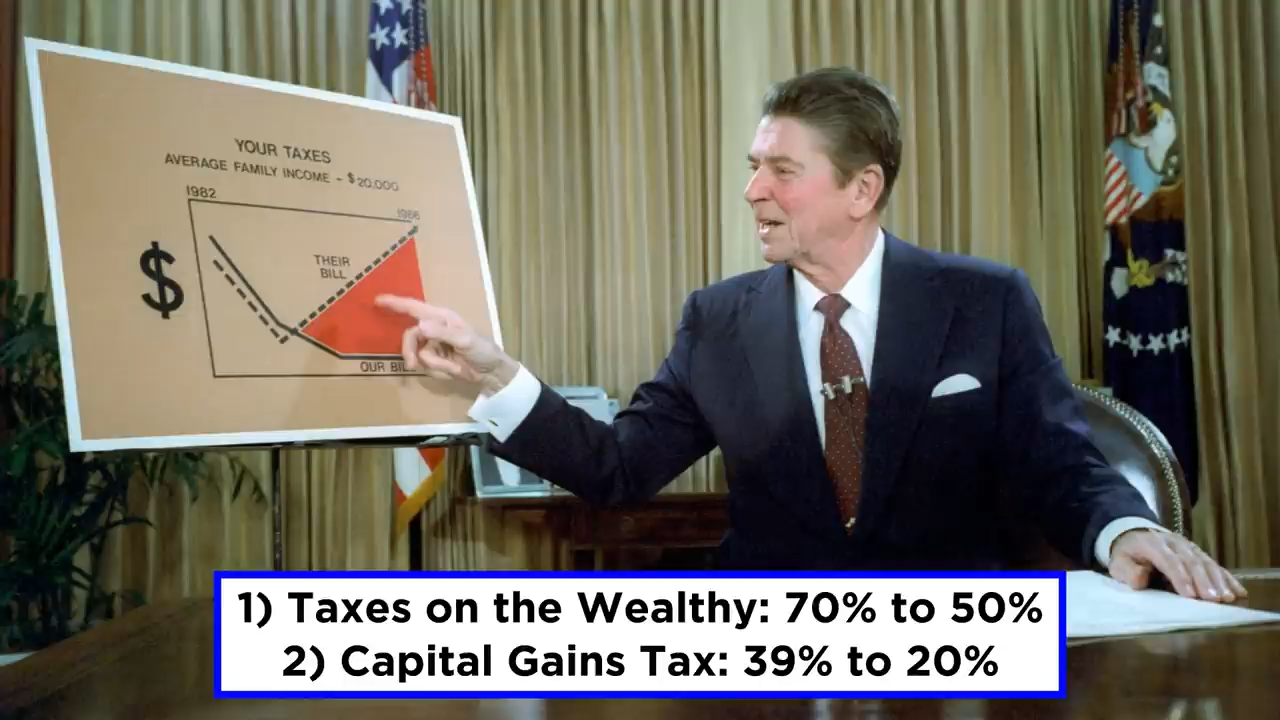 YOUR TAXES
AVERAGE FAMILY INCOME - $20,000
1982
1986
THEIR
BILL
$
OUR
1) Taxes on the Wealthy: 70% to 50%
2) Capital Gains Tax: 39% to 20%